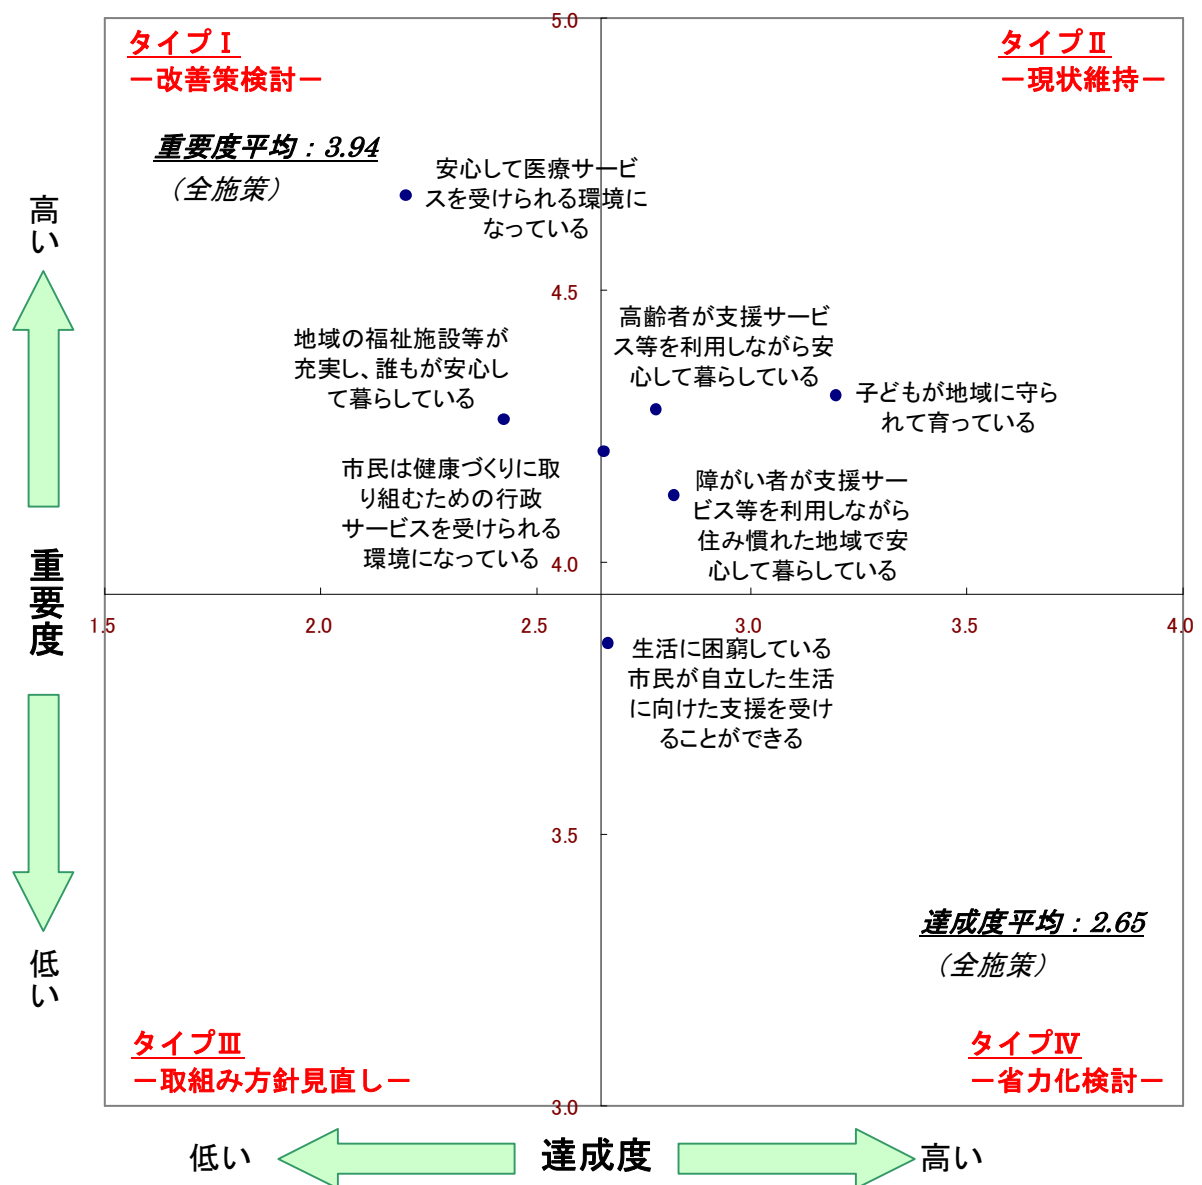 5.0
タイプⅠ
－改善策検討－
タイプⅡ
－現状維持－
重要度平均：3.94
（全施策）
安心して医療サービ
スを受けられる環境に
なっている
高い
4.5
地域の福祉施設等が
充実し、誰もが安心し
て暮らしている
高齢者が支援サービ
ス等を利用しながら安
心して暮らしている
子どもが地域に守ら
れて育っている
市民は健康づくりに取
り組むための行政
サービスを受けられる
環境になっている
障がい者が支援サー
ビス等を利用しながら
住み慣れた地域で安
心して暮らしている
4.0
重要度
1.5
2.0
2.5
3.0
3.5
4.0
生活に困窮している
市民が自立した生活
に向けた支援を受け
ることができる
3.5
達成度平均：2.65
（全施策）
低い
タイプⅢ
－取組み方針見直し－
タイプⅣ
－省力化検討－
3.0
低い
達成度
高い